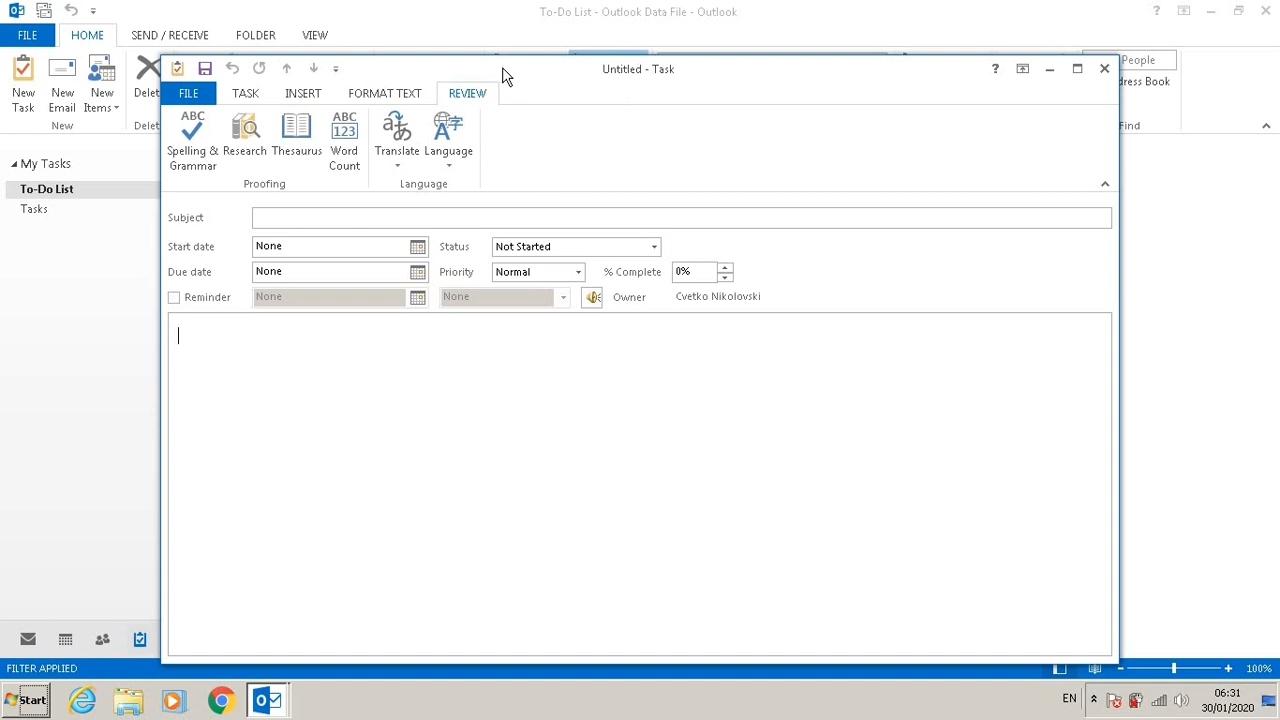 To-Do List - Outlook Data File - Outlook
FILE
HOME
SEND / RECEIVE
FOLDER
VIEW
New Task
New Email
New Items
Delet
People
dress Book
New
Delet
Find
Untitled - Task
FILE
TASK
INSERT
FORMAT TEXT
REVIEW
ABC
ABC
123
Spelling & Grammar
Research
Thesaurus
Word Count
Translate
Language
Proofing
Language
My Tasks
To-Do List
Tasks
Subject
Start date
None
Status
Not Started
Due date
None
Priority
Normal
% Complete
0%
Reminder
None
None
Owner
Cvetko Nikolovski
FILTER APPLIED
100%
Start
EN
06:31
30/01/2020